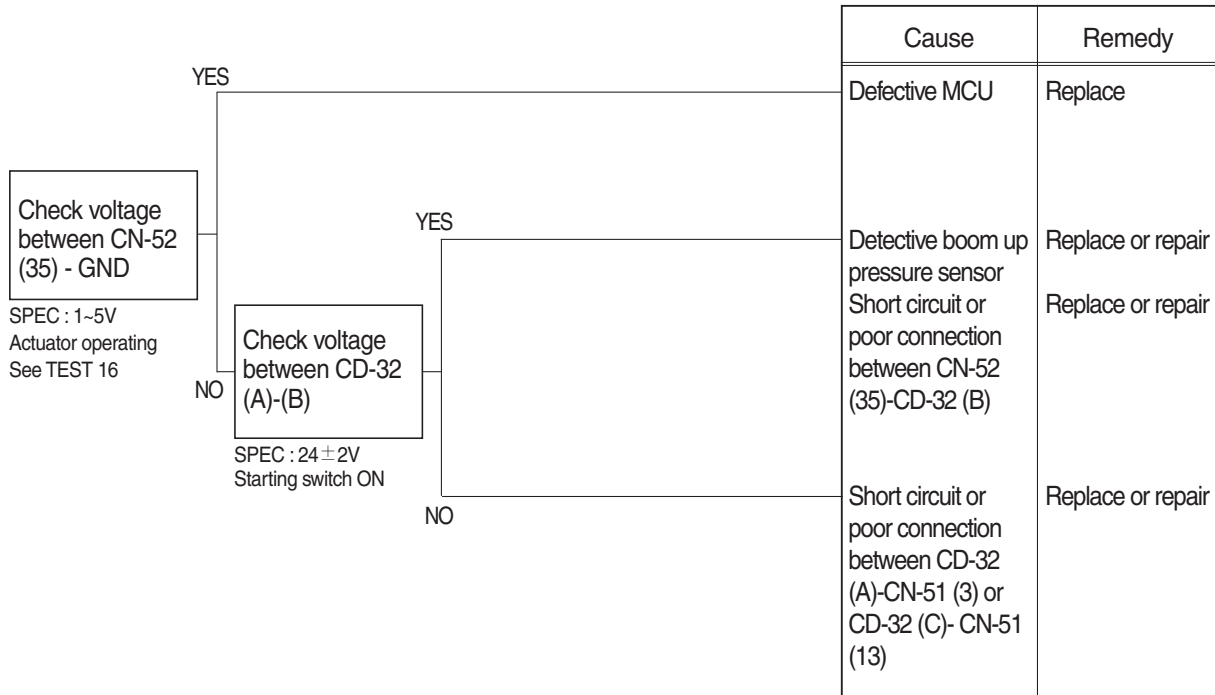 Cause Remedy
YES
Defective MCU Replace
Check voltage
between CN-52
(35) - GND
SPEC : 1~5V
Actuator operating
See TEST 16
YES
Detective boom up Replace or repair
pressure sensor
Short circuit or Replace or repair
poor connection
between CN-52
(35)-CD-32 (B)
NO
Check voltage
between CD-32
(A)-(B)
SPEC : 24±2V
Starting switch ON
NO
Short circuit or Replace or repair
poor connection
between CD-32
(A)-CN-51 (3) or
CD-32 (C)- CN-51
(13)